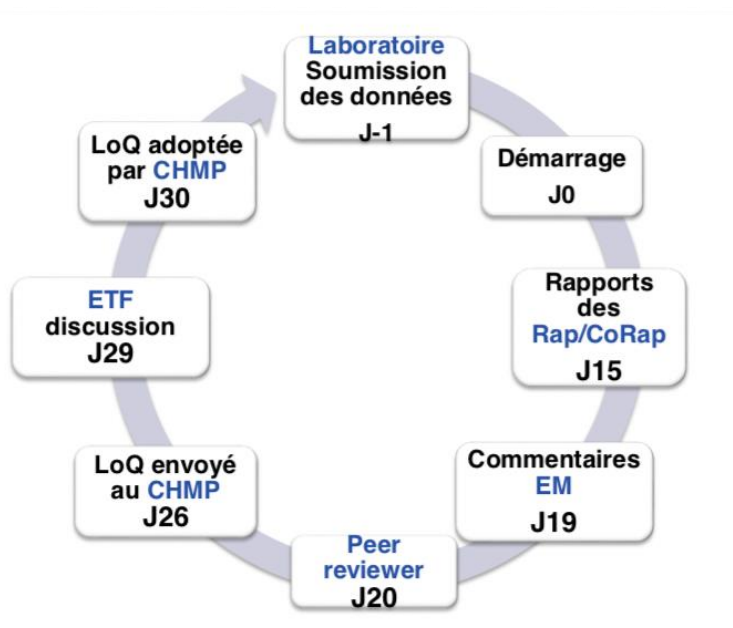 Laboratoire
Soumission
des données
J-1
Démarrage
J0
Rapports
des
Rap/CoRap
J15
Commentaires
EM
J19
Peer
reviewer
J20
LoQ envoyé
au CHMP
J26
ETF
discussion
J29
LoQ adoptée
par CHMP
J30